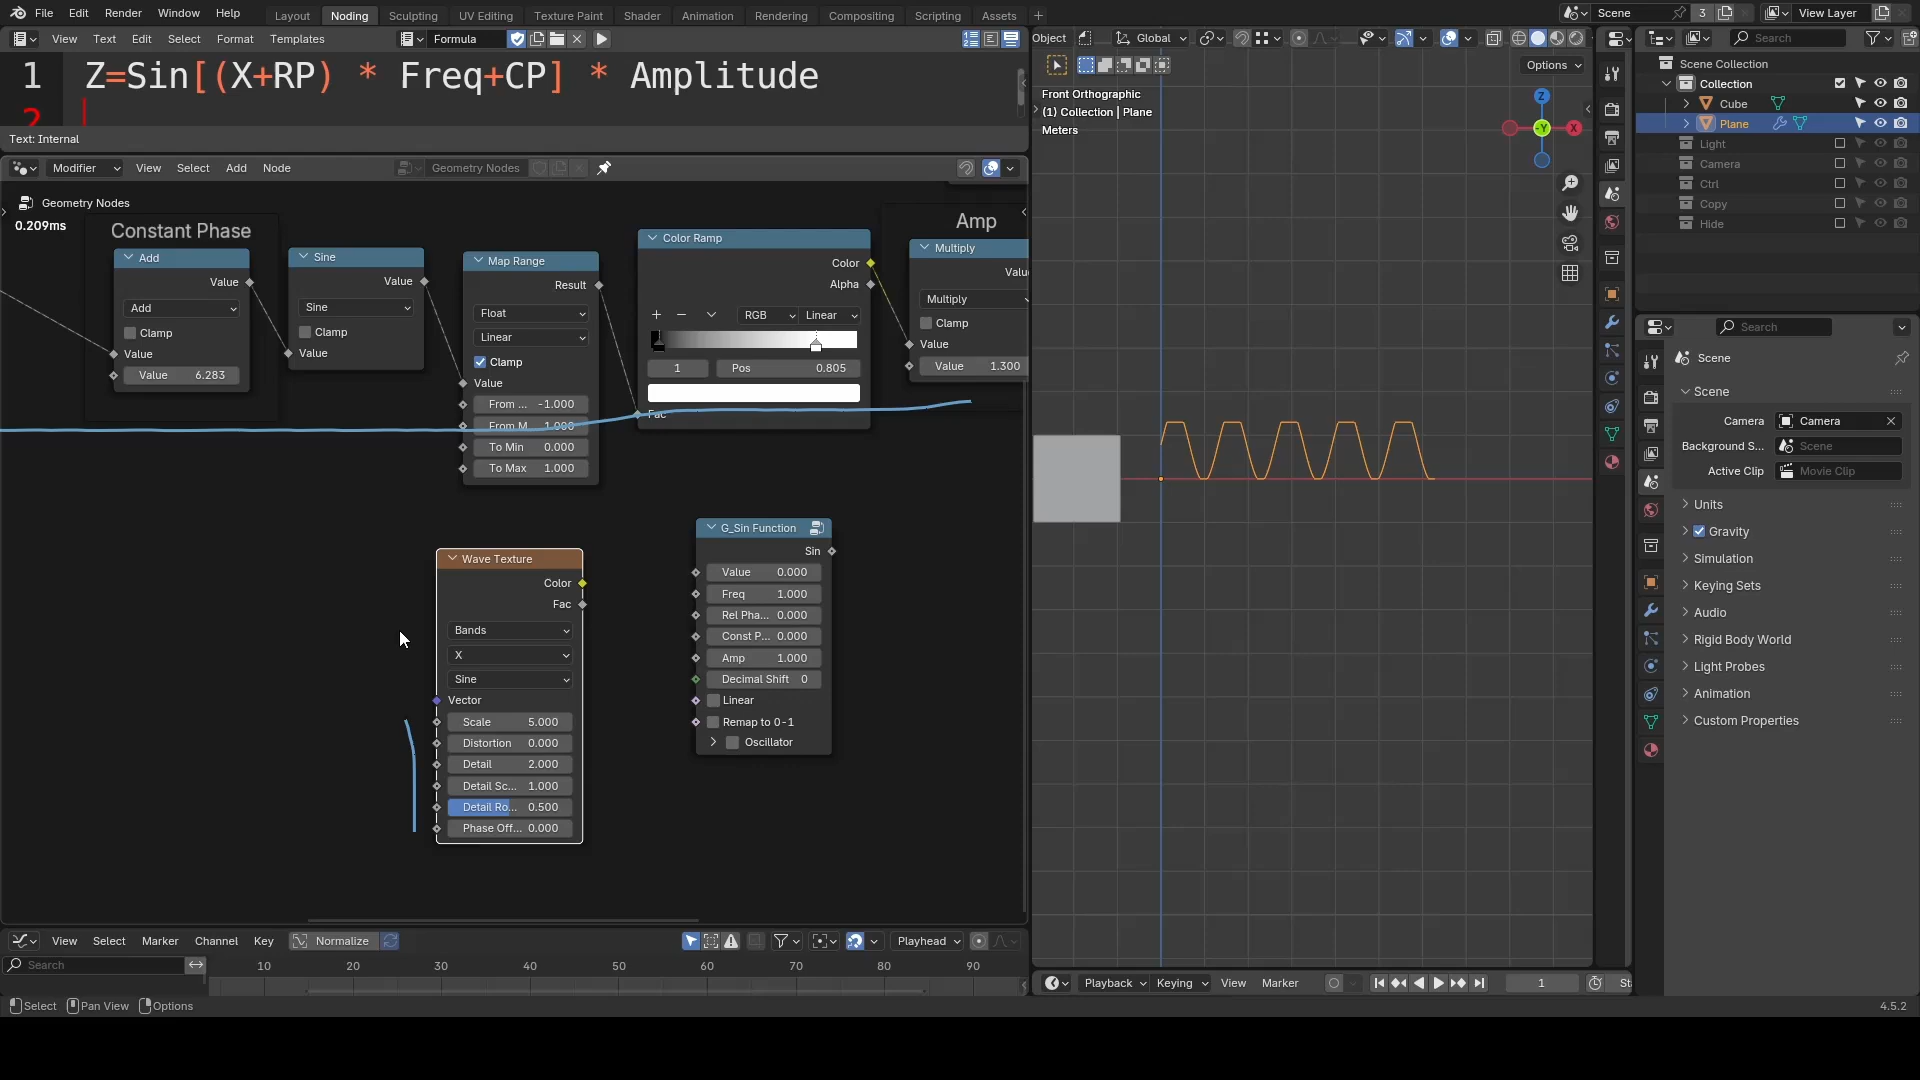 File Edit Render Window Help Layout Noding Sculpting UV Editing Texture Paint Shader Animation Rendering Compositing Scripting Assets + Scene 3 View Layer
View Text Edit Select Format Templates Formula
Object Global Search
1 Z=Sin[(X+RP) * Freq+CP] * Amplitude
2
Text: Internal
Options
Front Orthographic
(1) Collection | Plane
Meters
Z
X
-Y
Scene Collection
Collection
Cube
Plane
Light
Camera
Ctrl
Copy
Hide
Modifier View Select Add Node Geometry Nodes
Geometry Nodes
0.209ms
Constant Phase
Add
Value
Add
Clamp
Value
Value 6.283
Sine
Value
Sine
Clamp
Value
Map Range
Result
Float
Linear
Clamp
Value
From ... -1.000
From M 1.000
To Min 0.000
To Max 1.000
Color Ramp
Color
Alpha
RGB Linear
1 Pos 0.805
Fac
Amp
Multiply
Valu
Multiply
Clamp
Value
Value 1.300
Wave Texture
Color
Fac
Bands
X
Sine
Vector
Scale 5.000
Distortion 0.000
Detail 2.000
Detail Sc... 1.000
Detail Ro... 0.500
Phase Off... 0.000
G_Sin Function
Sin
Value 0.000
Freq 1.000
Rel Pha... 0.000
Const P... 0.000
Amp 1.000
Decimal Shift 0
Linear
Remap to 0-1
Oscillator
Search
Scene
Scene
Camera Camera
Background S... Scene
Active Clip Movie Clip
Units
Gravity
Simulation
Keying Sets
Audio
Rigid Body World
Light Probes
Animation
Custom Properties
View Select Marker Channel Key Normalize Playhead
Search 10 20 30 40 50 60 70 80 90
Playback Keying View Marker 1 St
Select Pan View Options 4.5.2